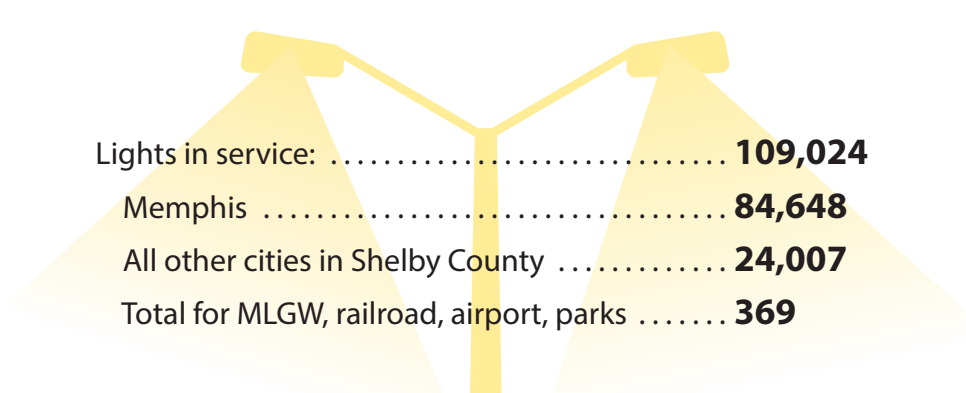 Lights in service: .............................. 109,024
Memphis ................................... 84,648
All other cities in Shelby County ............. 24,007
Total for MLGW, railroad, airport, parks ....... 369